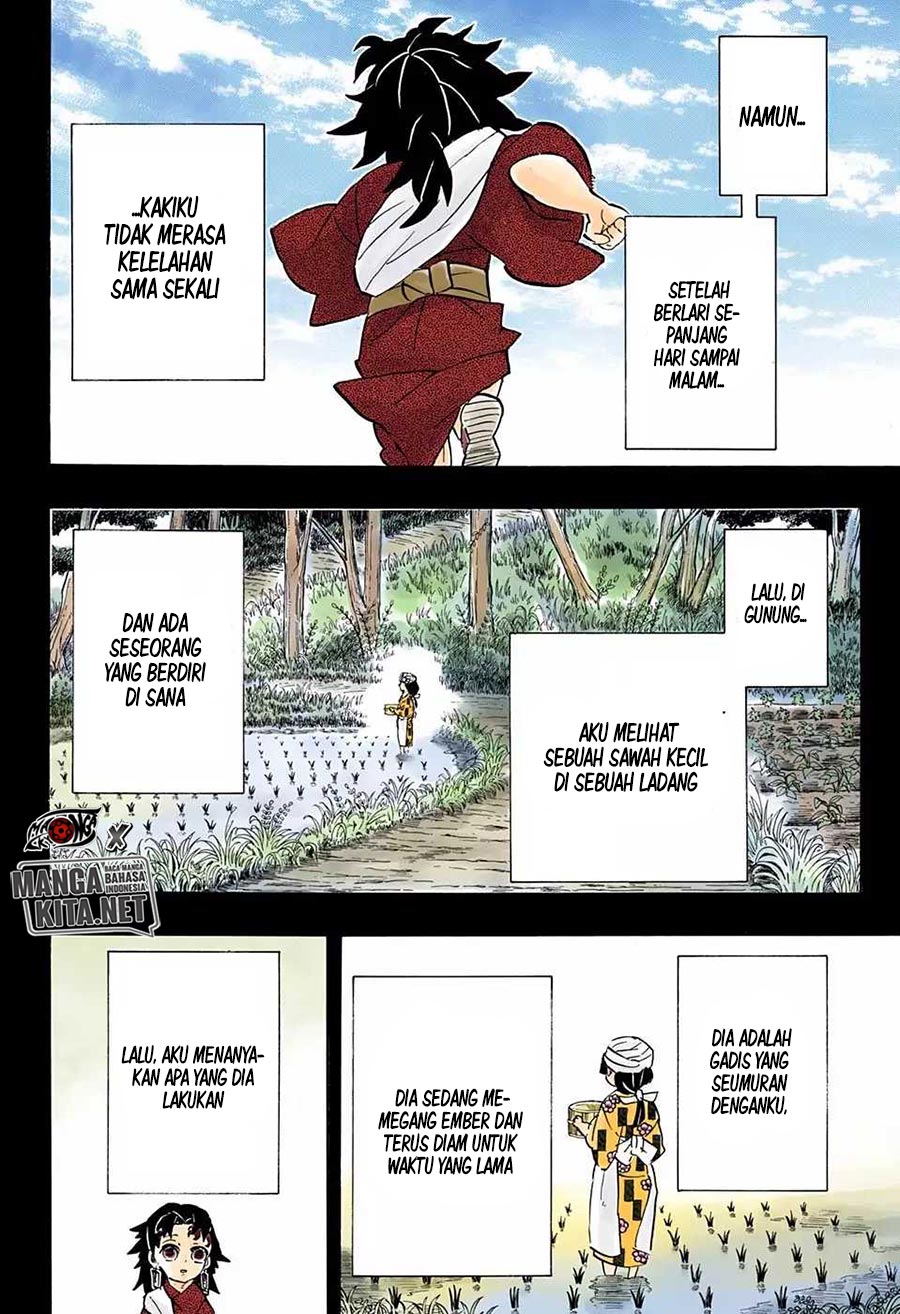 NAMUN...
SETELAH
BERLARI SE-
PANJANG
HARI SAMPAI
MALAM...
...KAKIKU
TIDAK MERASA
KELELAHAN
SAMA SEKALI
LALU, DI
GUNUNG...
AKU MELIHAT
SEBUAH SAWAH KECIL
DI SEBUAH LADANG
DAN ADA
SESEORANG
YANG BERDIRI
DI SANA
X
MANGA
BACA MANGA
BAHASA
INDONESIA
KITA.NET
DIA ADALAH
GADIS YANG
SEUMURAN
DENGANKU,
DIA SEDANG ME-
MEGANG EMBER DAN
TERUS DIAM UNTUK
WAKTU YANG LAMA
LALU, AKU MENANYA-
KAN APA YANG DIA
LAKUKAN